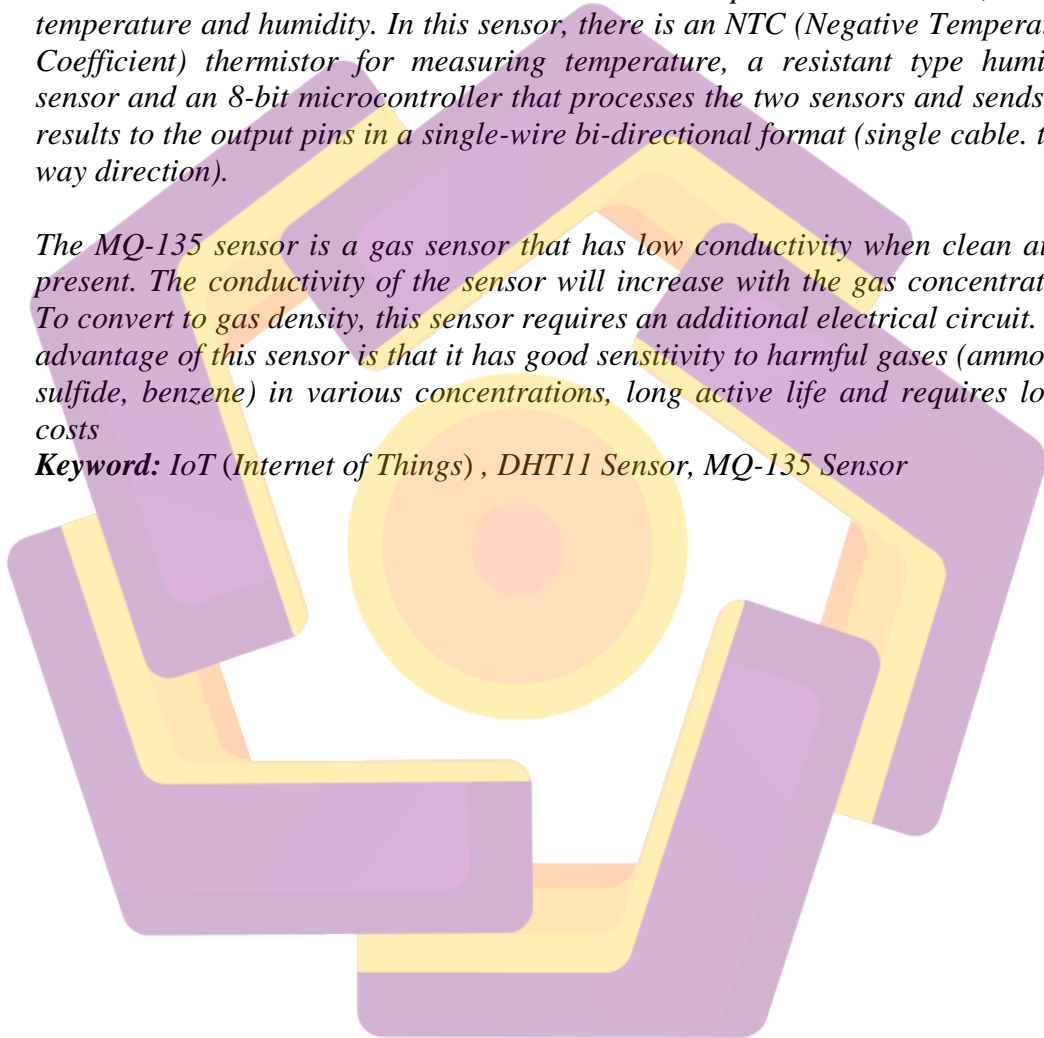 temperature and humidity. In this sensor, there is an NTC (Negative Tempera
Coefficient) thermistor for measuring temperature, a resistant type humi
sensor and an 8-bit microcontroller that processes the two sensors and sends
results to the output pins in a single-wire bi-directional format (single cable. t
way direction).
The MQ-135 sensor is a gas sensor that has low conductivity when clean a
present. The conductivity of the sensor will increase with the gas concentrat
To convert to gas density, this sensor requires an additional electrical circuit.
advantage of this sensor is that it has good sensitivity to harmful gases (ammo
sulfide, benzene) in various concentrations, long active life and requires lo
costs
Keyword: IoT (Internet of Things) , DHT11 Sensor, MQ-135 Sensor